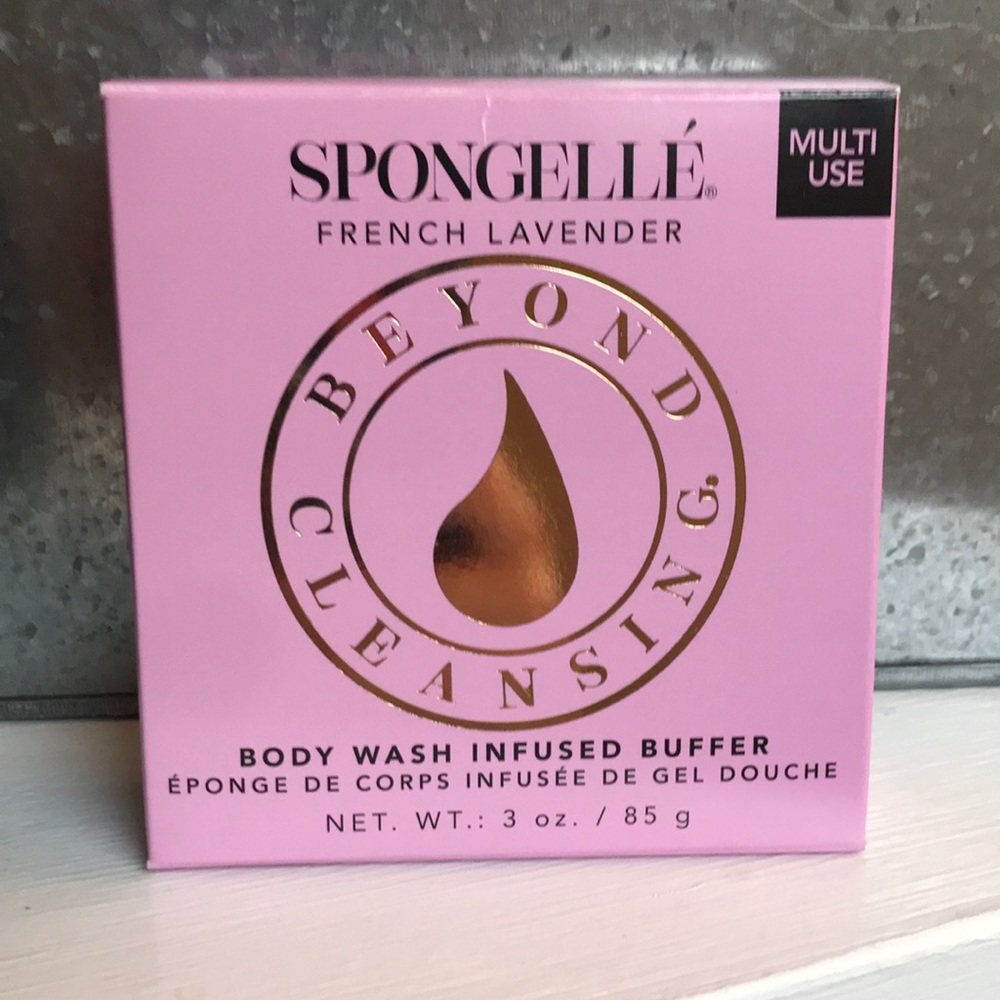 SPONGELLÉ®
FRENCH LAVENDER
MULTI
USE
BEYOND
CLEANSING.
BODY WASH INFUSED BUFFER
ÉPONGE DE CORPS INFUSÉE DE GEL DOUCHE
NET. WT.: 3 oz. / 85 g